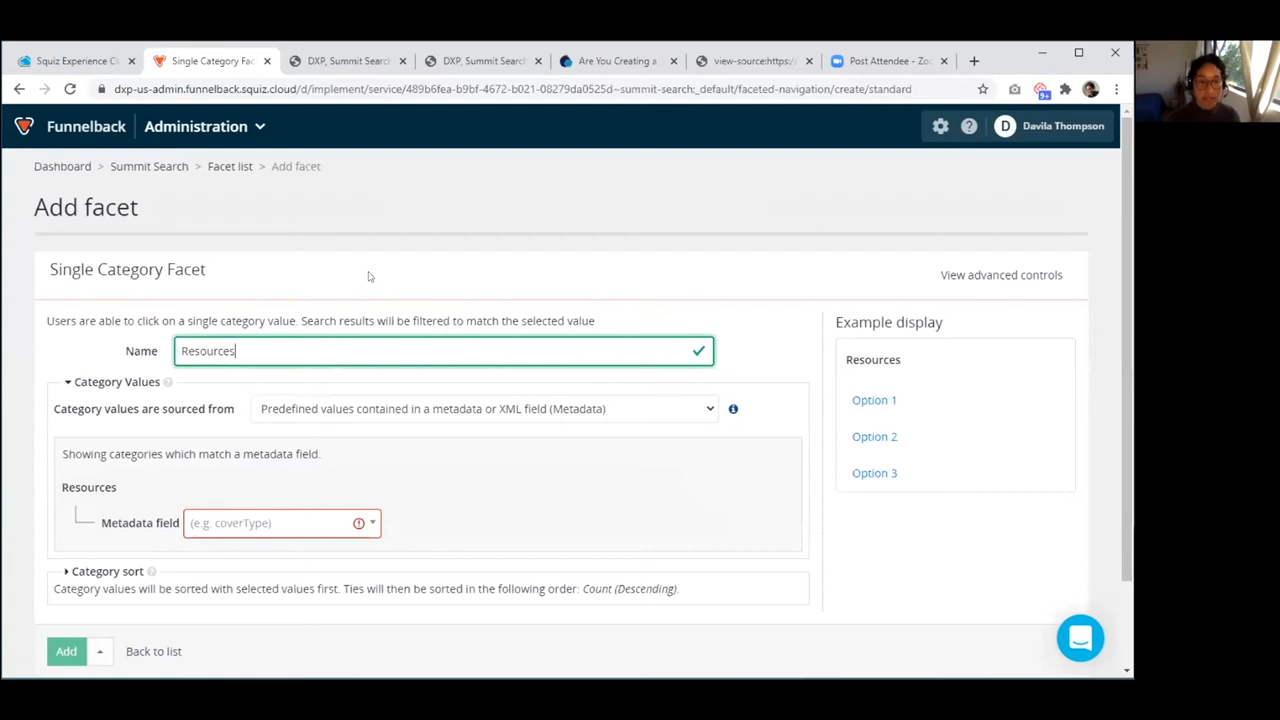 Squiz Experience Cl
Single Category Fac
DXP, Summit Search
DXP, Summit Search
Are You Creating a
view-source:https://
Post Attendee - Zoo
dxp-us-admin.funnelback.squiz.cloud/d/implement/service/489b6fea-b9bf-4672-b021-08279da0525d~summit-search:_default/faceted-navigation/create/standard
9+
Funnelback
Administration
D
Davila Thompson
Dashboard > Summit Search > Facet list > Add facet
Add facet
Single Category Facet
View advanced controls
Users are able to click on a single category value. Search results will be filtered to match the selected value
Name
Resources
Category Values
Category values are sourced from
Predefined values contained in a metadata or XML field (Metadata)
Showing categories which match a metadata field.
Resources
Metadata field
(e.g. coverType)
Category sort
Category values will be sorted with selected values first. Ties will then be sorted in the following order: Count (Descending).
Example display
Resources
Option 1
Option 2
Option 3
Add
Back to list